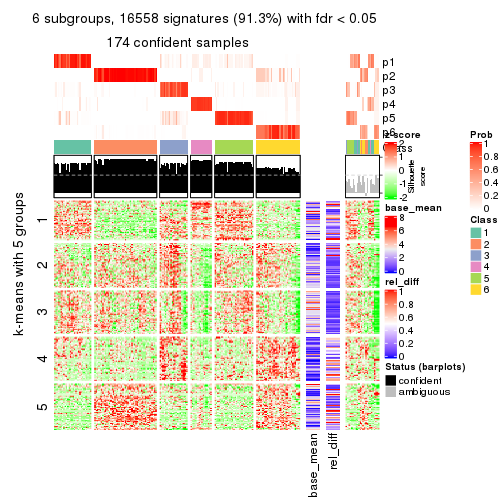 6 subgroups, 16558 signatures (91.3%) with fdr < 0.05
174 confident samples
p1
p2
p3
p4
p5
p6
Class
Silhouette score
z-score
2
0
-2
base_mean
8
6
4
2
0
rel_diff
1
0.8
0.6
0.4
0.2
0
Status (barplots)
confident
ambiguous
Prob
1
0.8
0.6
0.4
0.2
0
Class
1
2
3
4
5
6
k-means with 5 groups
1
2
3
4
5
base_mean
rel_diff